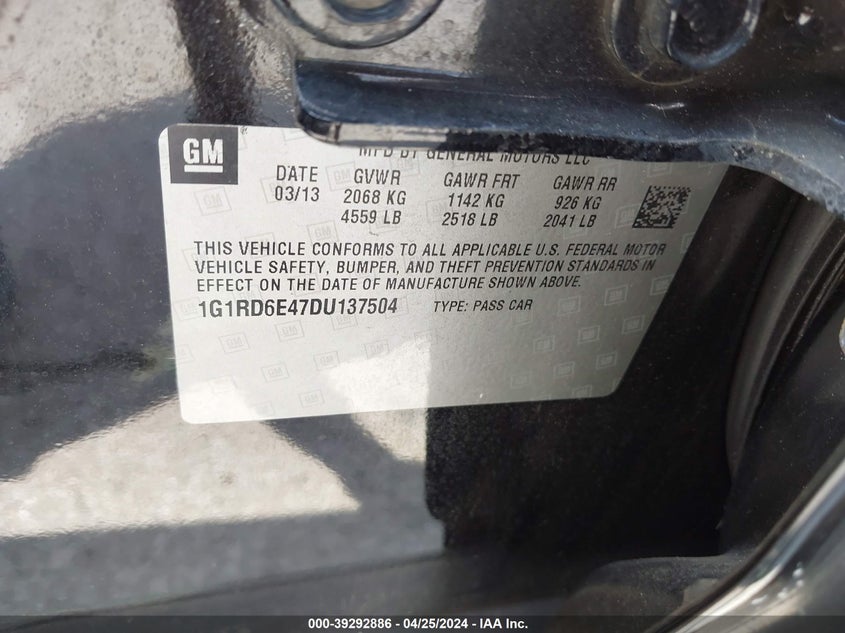 GM
MFD BY GENERAL MOTORS LLC
DATE GVWR GAWR FRT GAWR RR
03/13 2068 KG 1142 KG 926 KG
4559 LB 2518 LB 2041 LB
THIS VEHICLE CONFORMS TO ALL APPLICABLE U.S. FEDERAL MOTOR
VEHICLE SAFETY, BUMPER, AND THEFT PREVENTION STANDARDS IN
EFFECT ON THE DATE OF MANUFACTURE SHOWN ABOVE.
1G1RD6E47DU137504 TYPE: PASS CAR
000-39292886 - 04/25/2024 - IAA Inc.